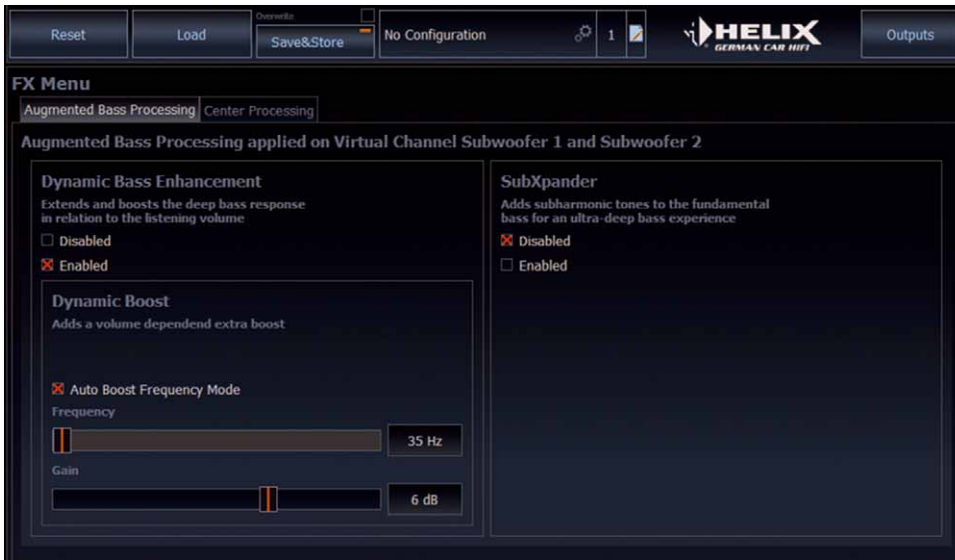 Overwrite
Reset
Load
Save&Store
No Configuration
1
HELIX
GERMAN CAR HIFI
Outputs
FX Menu
Augmented Bass Processing
Center Processing
Augmented Bass Processing applied on Virtual Channel Subwoofer 1 and Subwoofer 2
Dynamic Bass Enhancement
Extends and boosts the deep bass response
in relation to the listening volume
Disabled
Enabled
Dynamic Boost
Adds a volume dependend extra boost
Auto Boost Frequency Mode
Frequency
35 Hz
Gain
6 dB
SubXpander
Adds subharmonic tones to the fundamental
bass for an ultra-deep bass experience
Disabled
Enabled